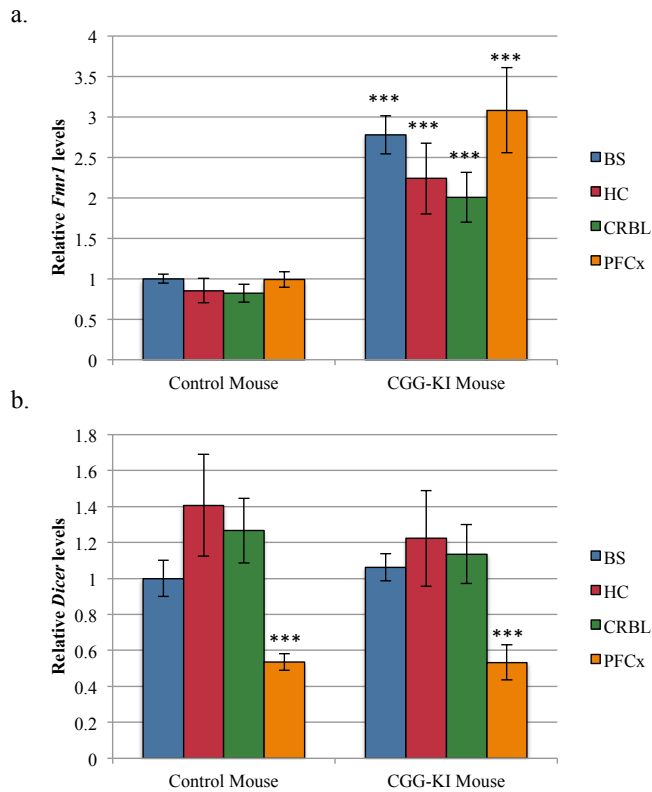 a.
4
3.5
3
2.5
2
1.5
1
0.5
0
Relative Fmr1 levels
***
***
***
***
Control Mouse
CGG-KI Mouse
BS
HC
CRBL
PFCx
b.
1.8
1.6
1.4
1.2
1
0.8
0.6
0.4
0.2
0
Relative Dicer levels
***
***
Control Mouse
CGG-KI Mouse
BS
HC
CRBL
PFCx